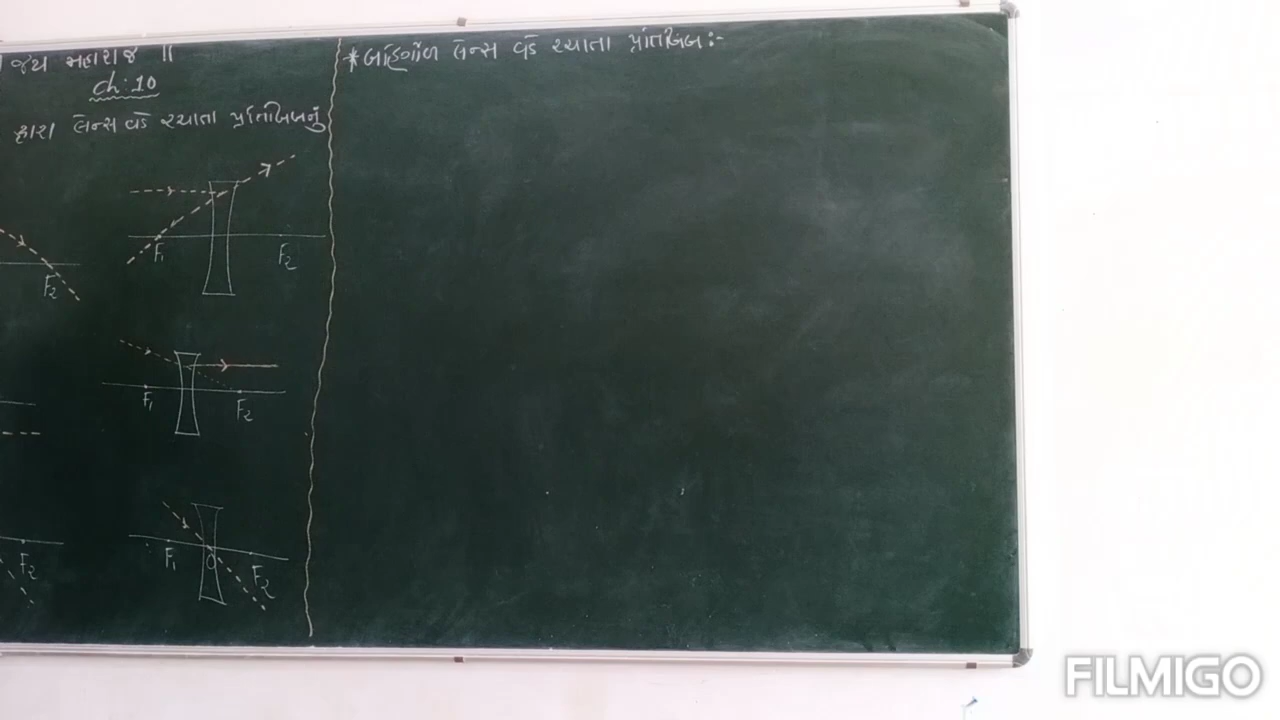 જય મહારાજ ॥
Ch: 10
દ્વારા લેન્સ વડે રચાતા પ્રતિબિંબનું
* બહિર્ગોળ લેન્સ વડે રચાતા પ્રતિબિંબ :-
F₁ F₂
F₂
F₁ F₂
F₁ O F₂
F₂
FILMIGO